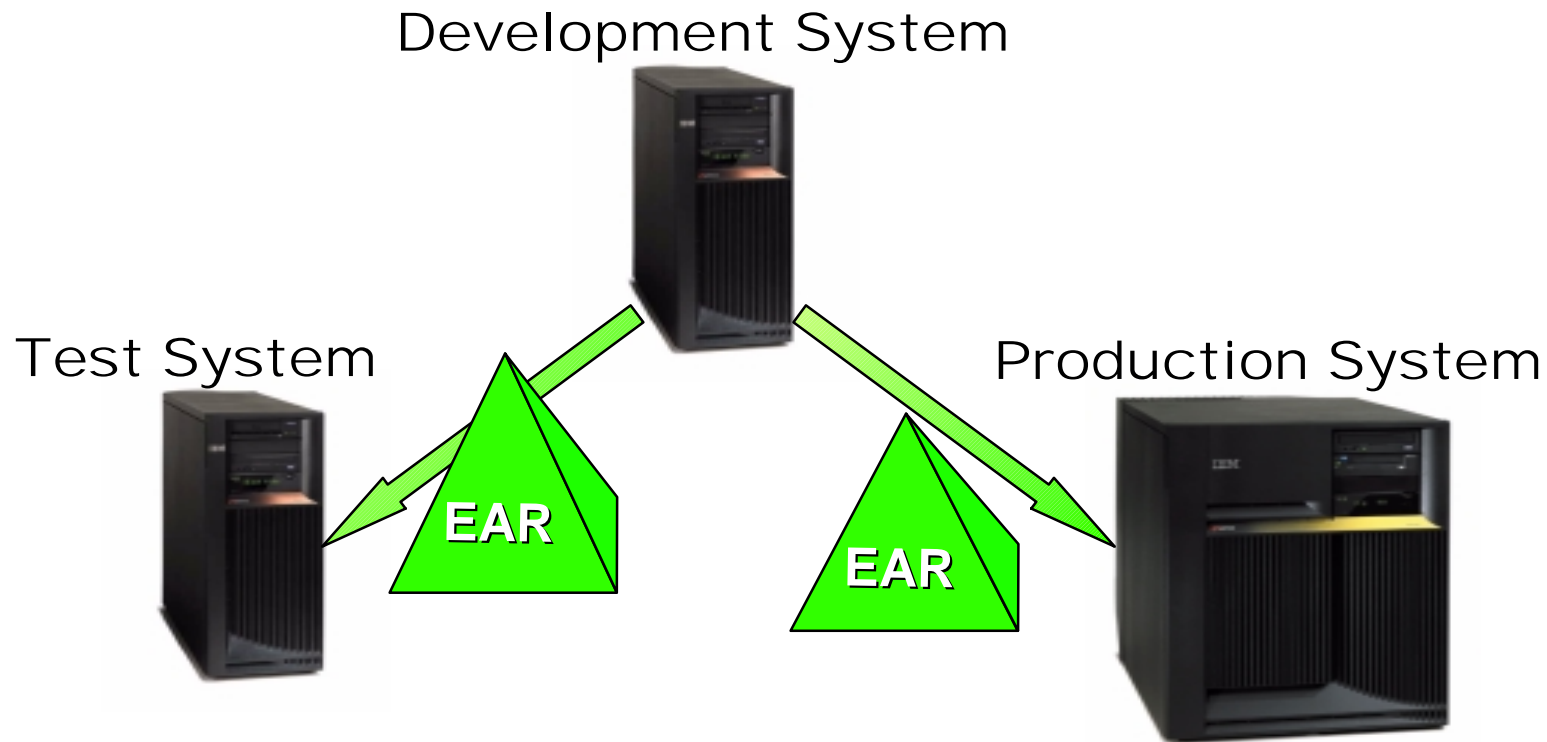 Development System
Test System
Production System
EAR
EAR
IBM